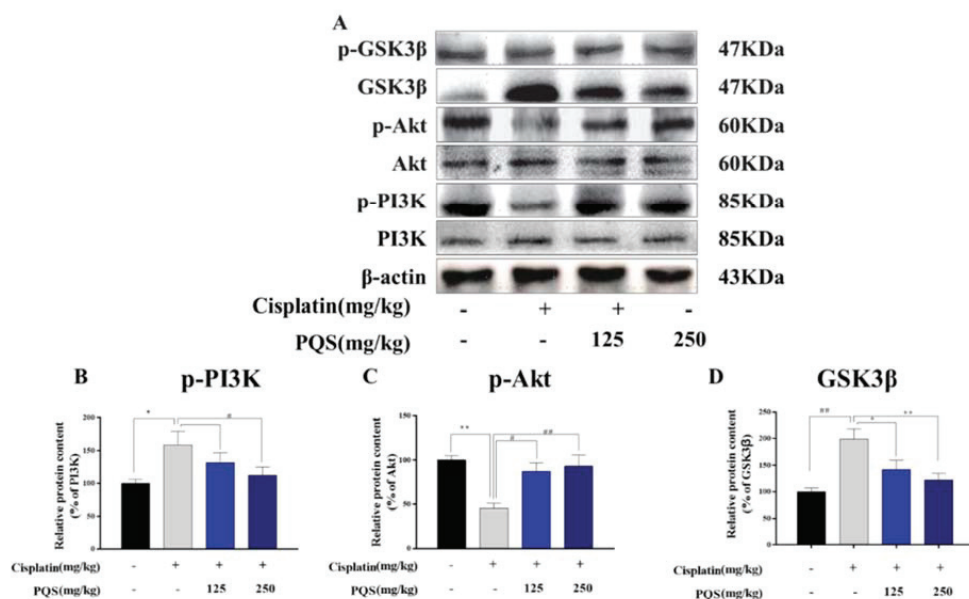 A
p-GSK3β 47KDa
GSK3β 47KDa
p-Akt 60KDa
Akt 60KDa
p-PI3K 85KDa
PI3K 85KDa
β-actin 43KDa
Cisplatin(mg/kg) - + + -
PQS(mg/kg) - - 125 250
B p-PI3K
Relative protein content
(% of PI3K)
200
150
100
50
0
* #
Cisplatin(mg/kg) - + + +
PQS(mg/kg) - - 125 250
C p-Akt
Relative protein content
(% of Akt)
150
100
50
0
** # ##
Cisplatin(mg/kg) - + + +
PQS(mg/kg) - - 125 250
D GSK3β
Relative protein content
(% of GSK3β)
250
200
150
100
50
0
## * **
Cisplatin(mg/kg) - + + +
PQS(mg/kg) - - 125 250